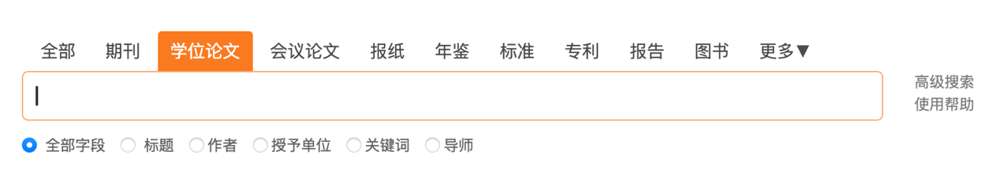 全部 期刊 学位论文 会议论文 报纸 年鉴 标准 专利 报告 图书 更多▼
高级搜索
使用帮助
全部字段 标题 作者 授予单位 关键词 导师